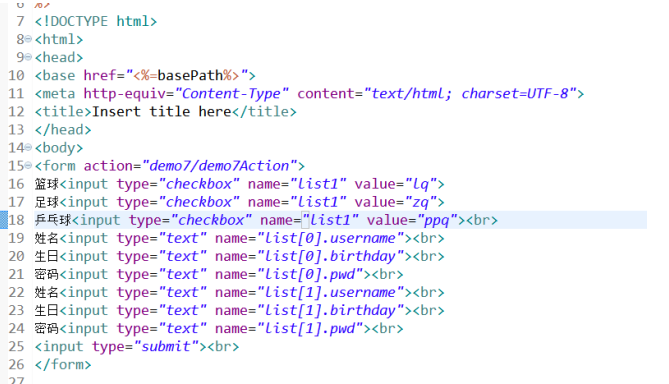 6 %>
7 <!DOCTYPE html>
8 <html>
9 <head>
10 <base href="<%=basePath%>">
11 <meta http-equiv="Content-Type" content="text/html; charset=UTF-8">
12 <title>Insert title here</title>
13 </head>
14 <body>
15 <form action="demo7/demo7Action">
16 篮球<input type="checkbox" name="list1" value="lq">
17 足球<input type="checkbox" name="list1" value="zq">
18 乒乓球<input type="checkbox" name="list1" value="ppq"><br>
19 姓名<input type="text" name="list[0].username"><br>
20 生日<input type="text" name="list[0].birthday"><br>
21 密码<input type="text" name="list[0].pwd"><br>
22 姓名<input type="text" name="list[1].username"><br>
23 生日<input type="text" name="list[1].birthday"><br>
24 密码<input type="text" name="list[1].pwd"><br>
25 <input type="submit"><br>
26 </form>
27